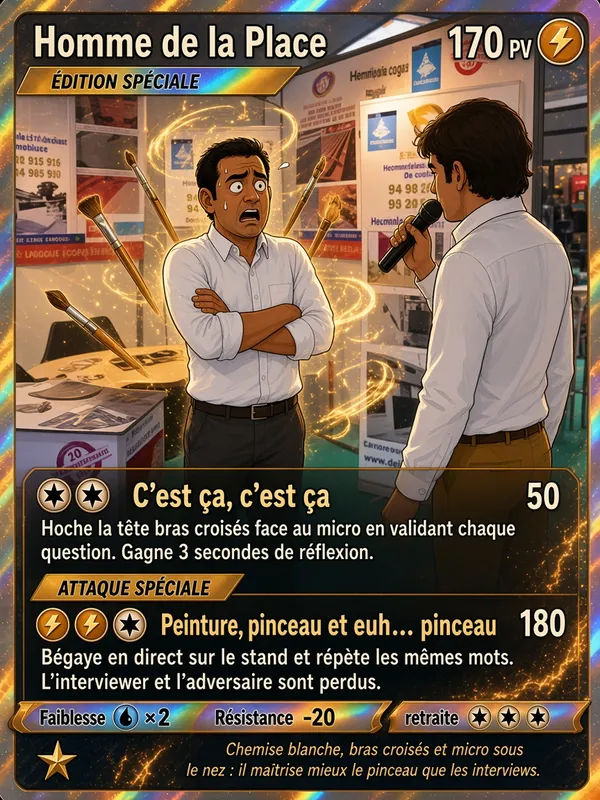 Homme de la Place
170 PV
ÉDITION SPÉCIALE
C'est ça, c'est ça 50
Hoche la tête bras croisés face au micro en validant chaque
question. Gagne 3 secondes de réflexion.
ATTAQUE SPÉCIALE
Peinture, pinceau et euh... pinceau 180
Bégaye en direct sur le stand et répète les mêmes mots.
L'interviewer et l'adversaire sont perdus.
Faiblesse ×2 Résistance -20 retraite
Chemise blanche, bras croisés et micro sous
le nez : il maîtrise mieux le pinceau que les interviews.
20